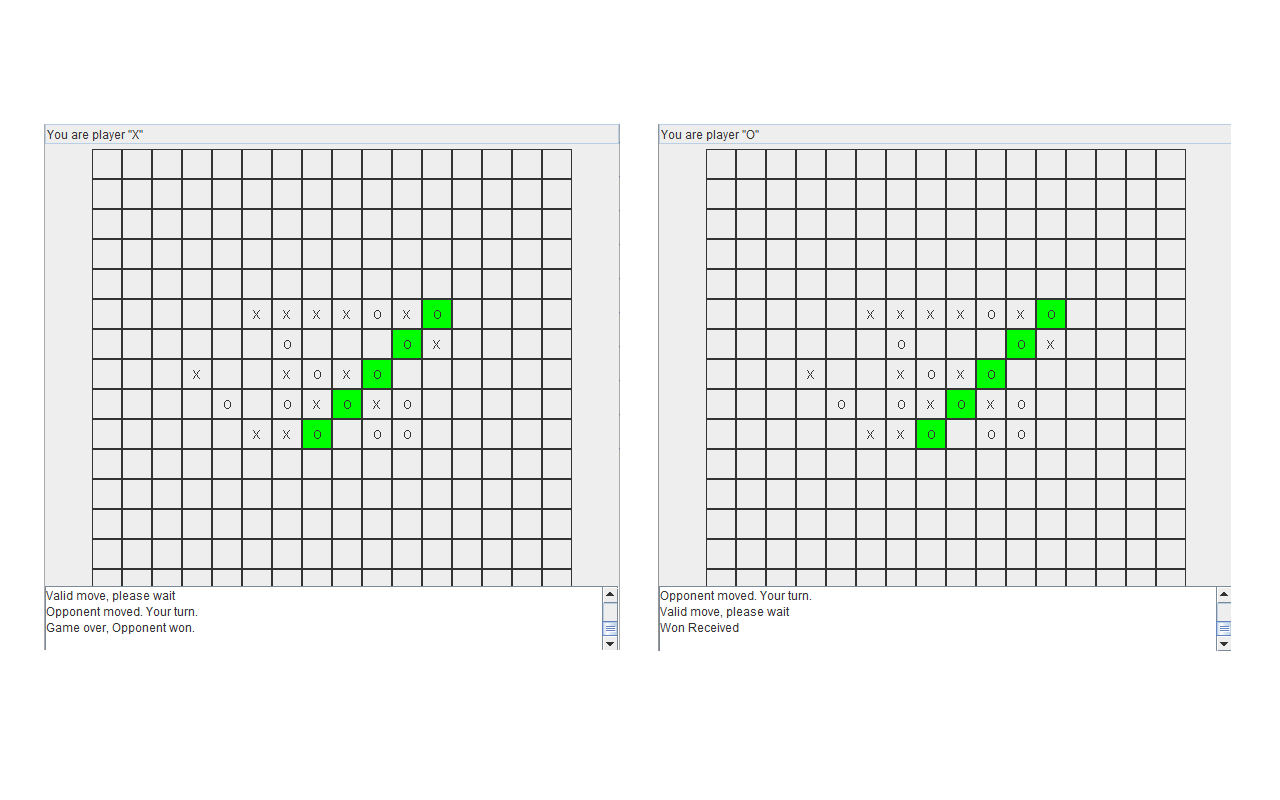 You are player "X"
X X X X O X O
O O X
X X O X O
O O X O X O
X X O O O
Valid move, please wait
Opponent moved. Your turn.
Game over, Opponent won.
You are player "O"
X X X X O X O
O O X
X X O X O
O O X O X O
X X O O O
Opponent moved. Your turn.
Valid move, please wait
Won Received